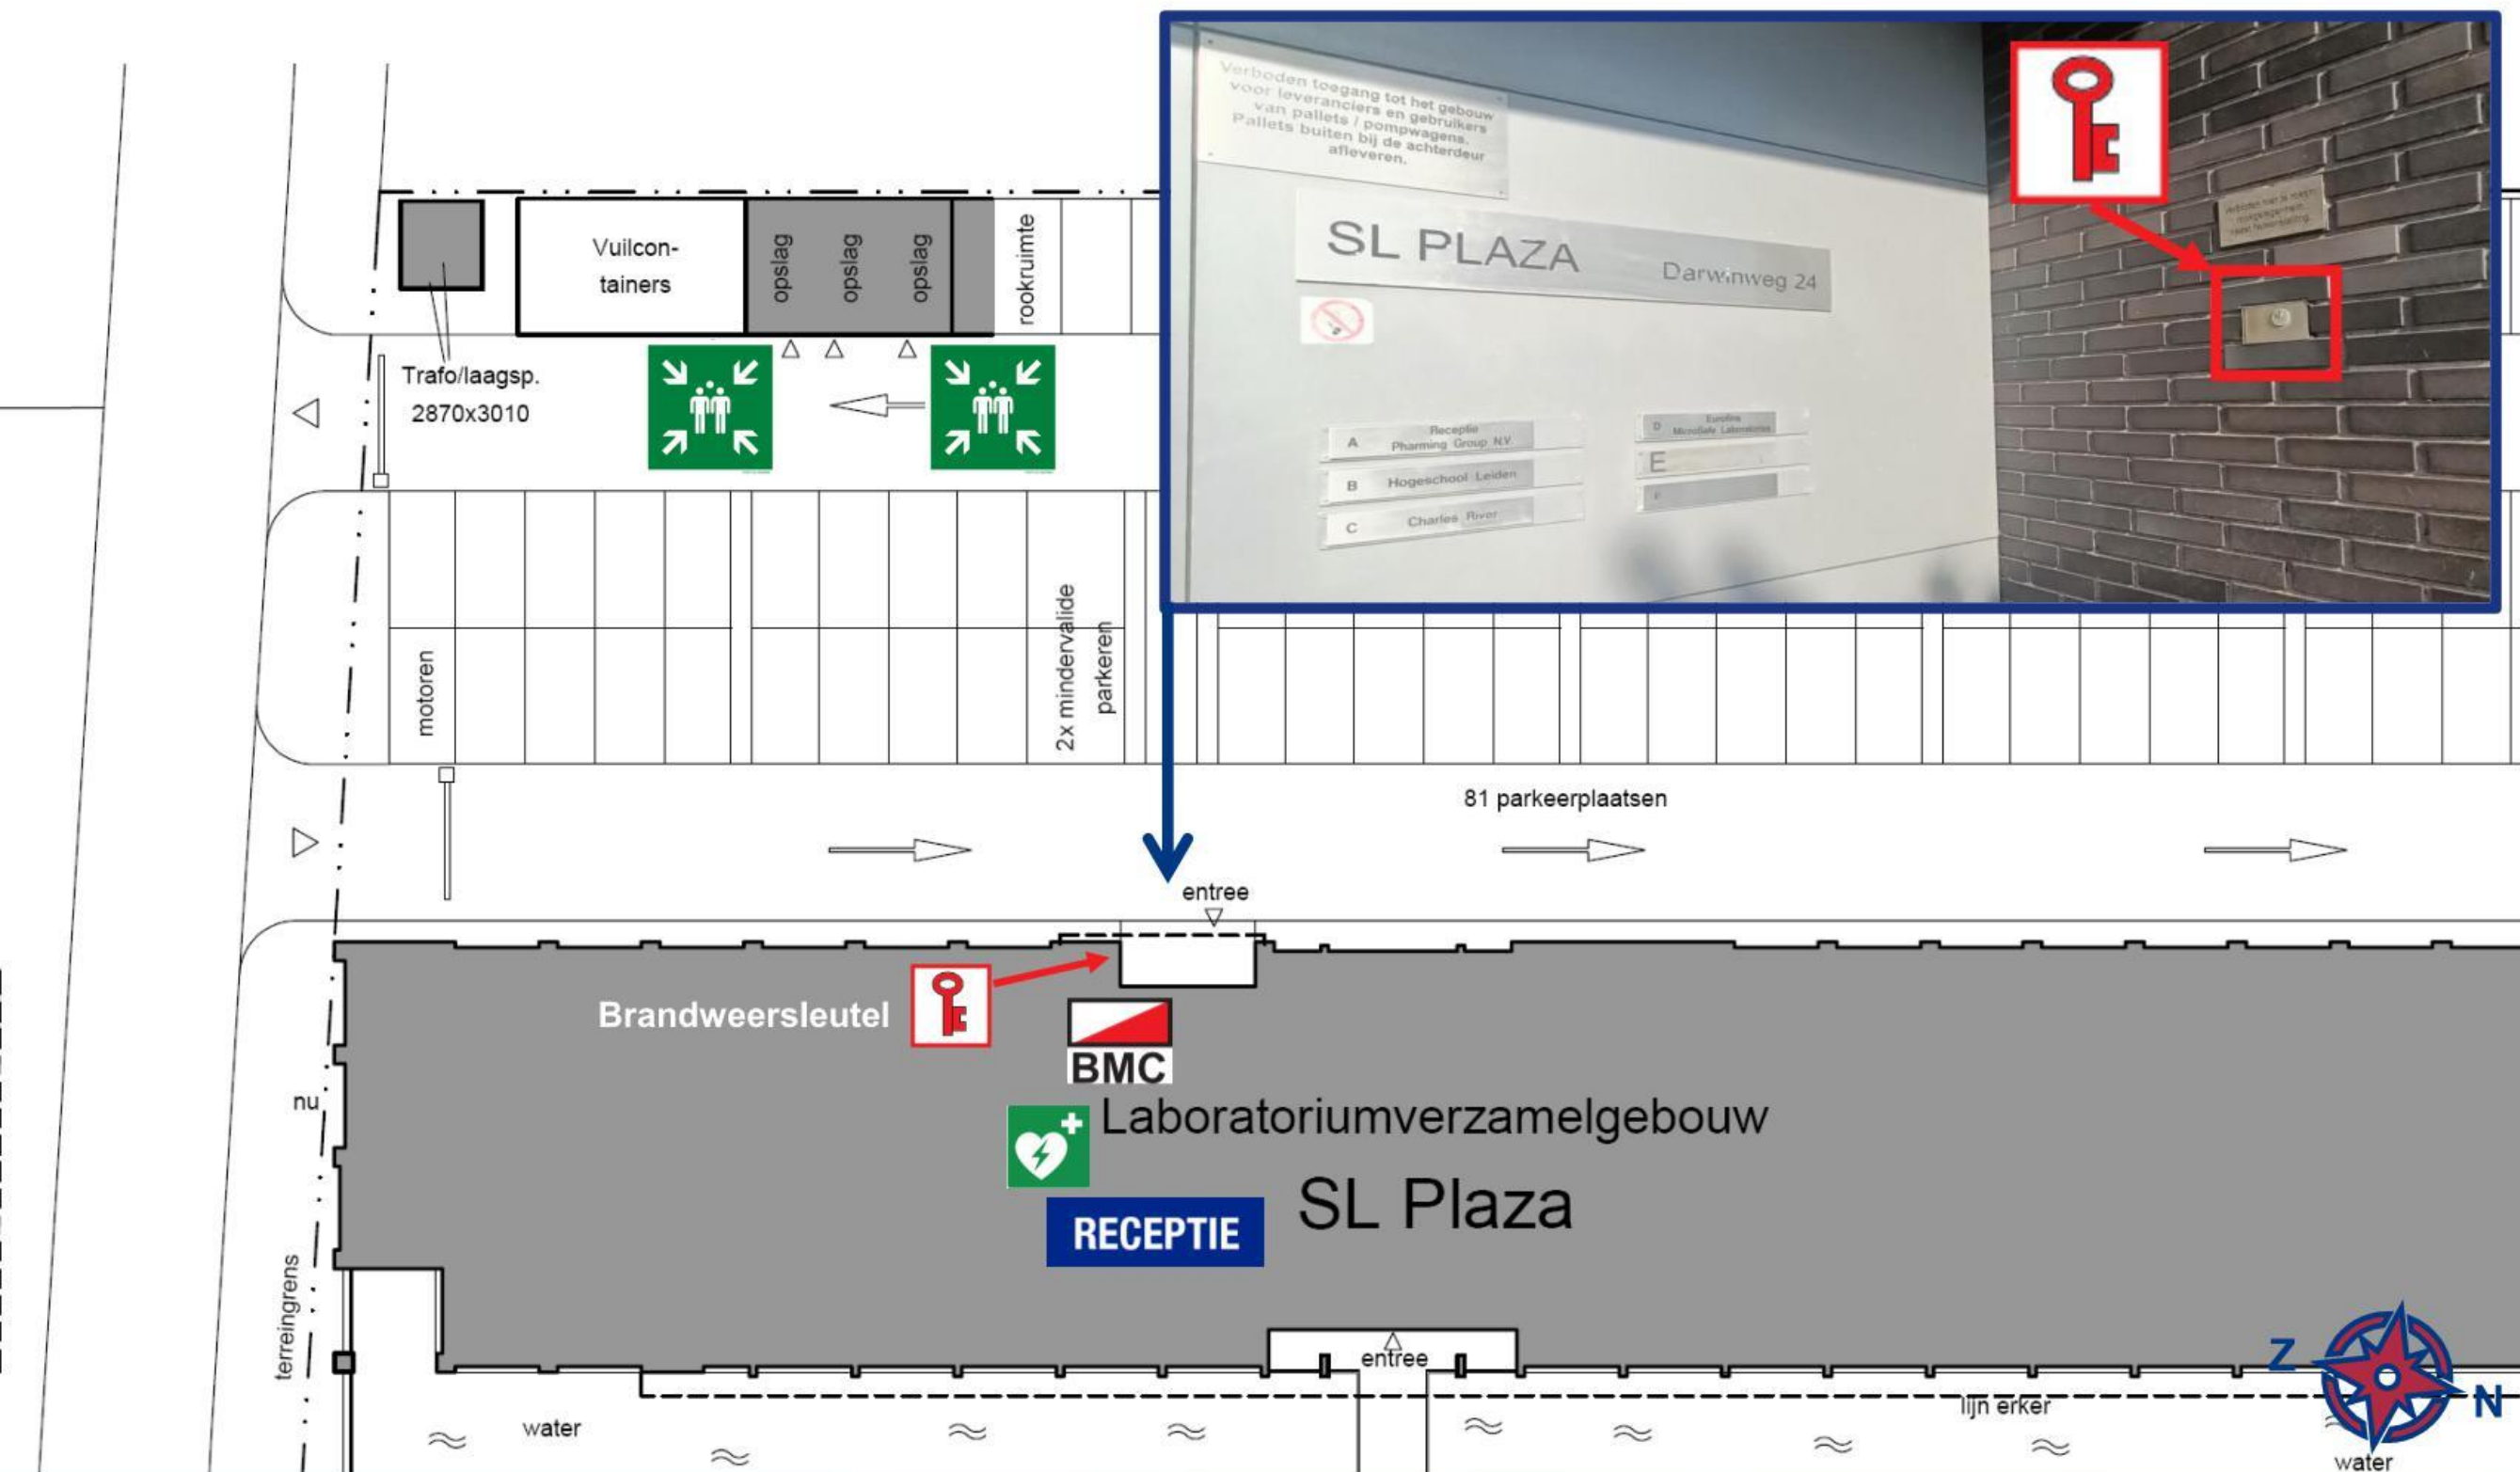 Verboden toegang tot het gebouw
voor leveranciers en gebruikers
van pallets / pompwagens.
Pallets buiten bij de achterdeur
afleveren.
SL PLAZA
Darwinweg 24
A
Receptie
Pharming Group N.V.
B
Hogeschool Leiden
C
Charles River
D
Eurofins
MicroSafe Laboratories
E
F
Vuilcon-
tainers
opslag
opslag
opslag
rookruimte
Trafo/laagsp.
2870x3010
motoren
2x mindervalide
parkeren
81 parkeerplaatsen
entree
Brandweersleutel
BMC
nu
Laboratoriumverzamelgebouw
SL Plaza
RECEPTIE
terreingrens
entree
Z
N
lijn erker
water
water